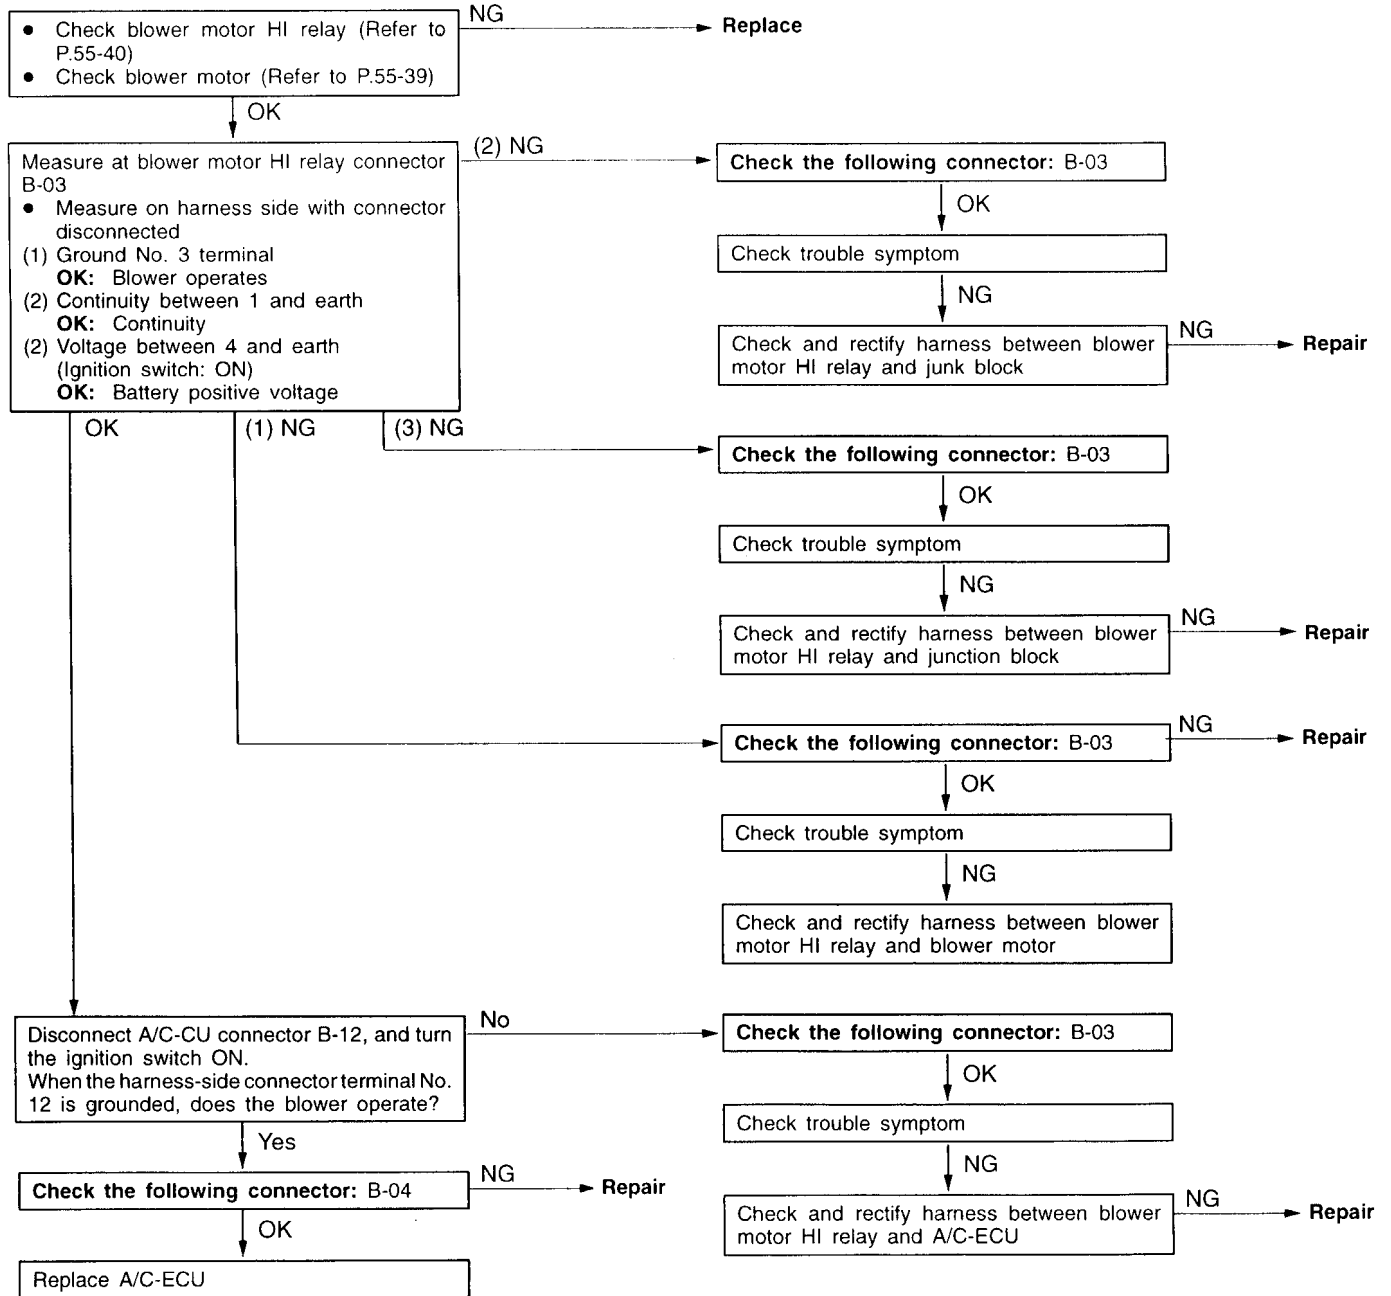 ● Check blower motor HI relay (Refer to
P.55-40)
● Check blower motor (Refer to P.55-39)
NG
Replace
OK
Measure at blower motor HI relay connector
B-03
● Measure on harness side with connector
disconnected
(1) Ground No. 3 terminal
OK: Blower operates
(2) Continuity between 1 and earth
OK: Continuity
(2) Voltage between 4 and earth
(Ignition switch: ON)
OK: Battery positive voltage
(2) NG
Check the following connector: B-03
OK
Check trouble symptom
NG
Check and rectify harness between blower
motor HI relay and junk block
NG
Repair
OK
(1) NG
(3) NG
Check the following connector: B-03
OK
Check trouble symptom
NG
Check and rectify harness between blower
motor HI relay and junction block
NG
Repair
Check the following connector: B-03
NG
Repair
OK
Check trouble symptom
NG
Check and rectify harness between blower
motor HI relay and blower motor
Disconnect A/C-CU connector B-12, and turn
the ignition switch ON.
When the harness-side connector terminal No.
12 is grounded, does the blower operate?
No
Check the following connector: B-03
OK
Check trouble symptom
NG
Check and rectify harness between blower
motor HI relay and A/C-ECU
NG
Repair
Yes
Check the following connector: B-04
NG
Repair
OK
Replace A/C-ECU